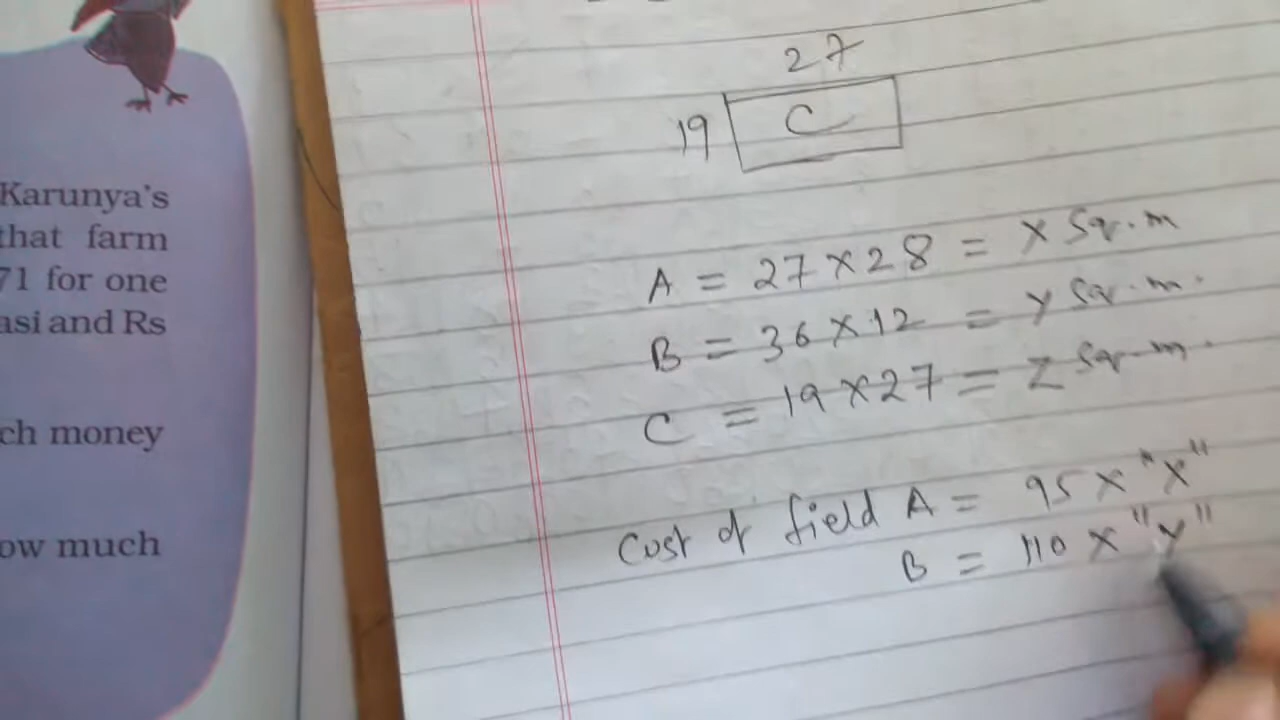 Karunya's
that farm
71 for one
asi and Rs
ch money
ow much
27
19 C
A = 27 × 28 = X Sq.m
B = 36 × 12 = Y Sq.m.
C = 19 × 27 = Z Sq.m.
Cost of field A = 95 × "X"
B = 110 × "Y"